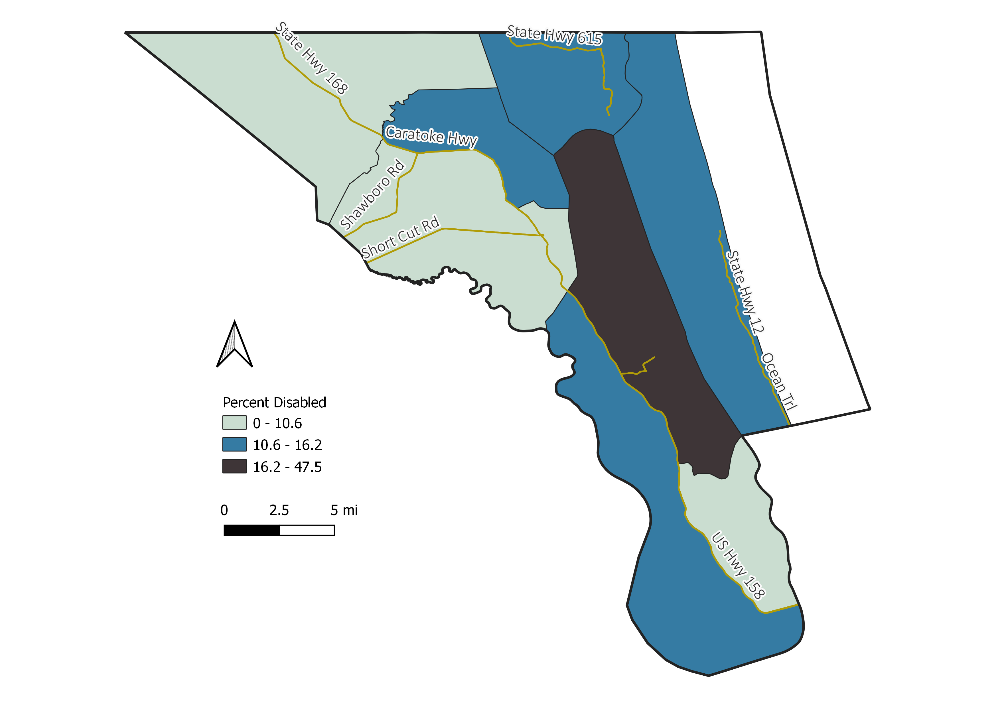 State Hwy 168
State Hwy 615
Caratoke Hwy
Shawboro Rd
Short Cut Rd
State Hwy 12
Ocean Trl
US Hwy 158
Percent Disabled
0 - 10.6
10.6 - 16.2
16.2 - 47.5
0 2.5 5 mi